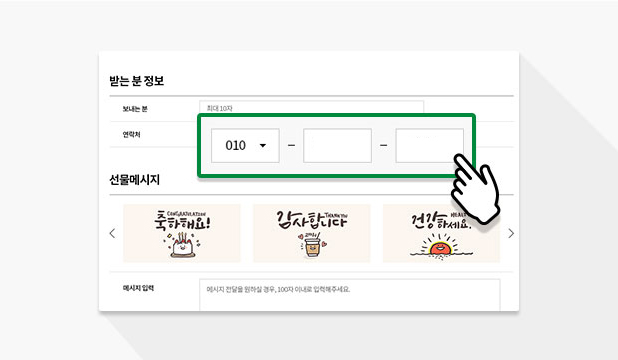 받는 분 정보
보내는 분
최대 10자
연락처
010 – –
선물메시지
CONGRATULATION
축하해요!
THANK YOU
감사합니다
건강
하세요.
메시지 입력
메시지 전달을 원하실 경우, 100자 이내로 입력해주세요.